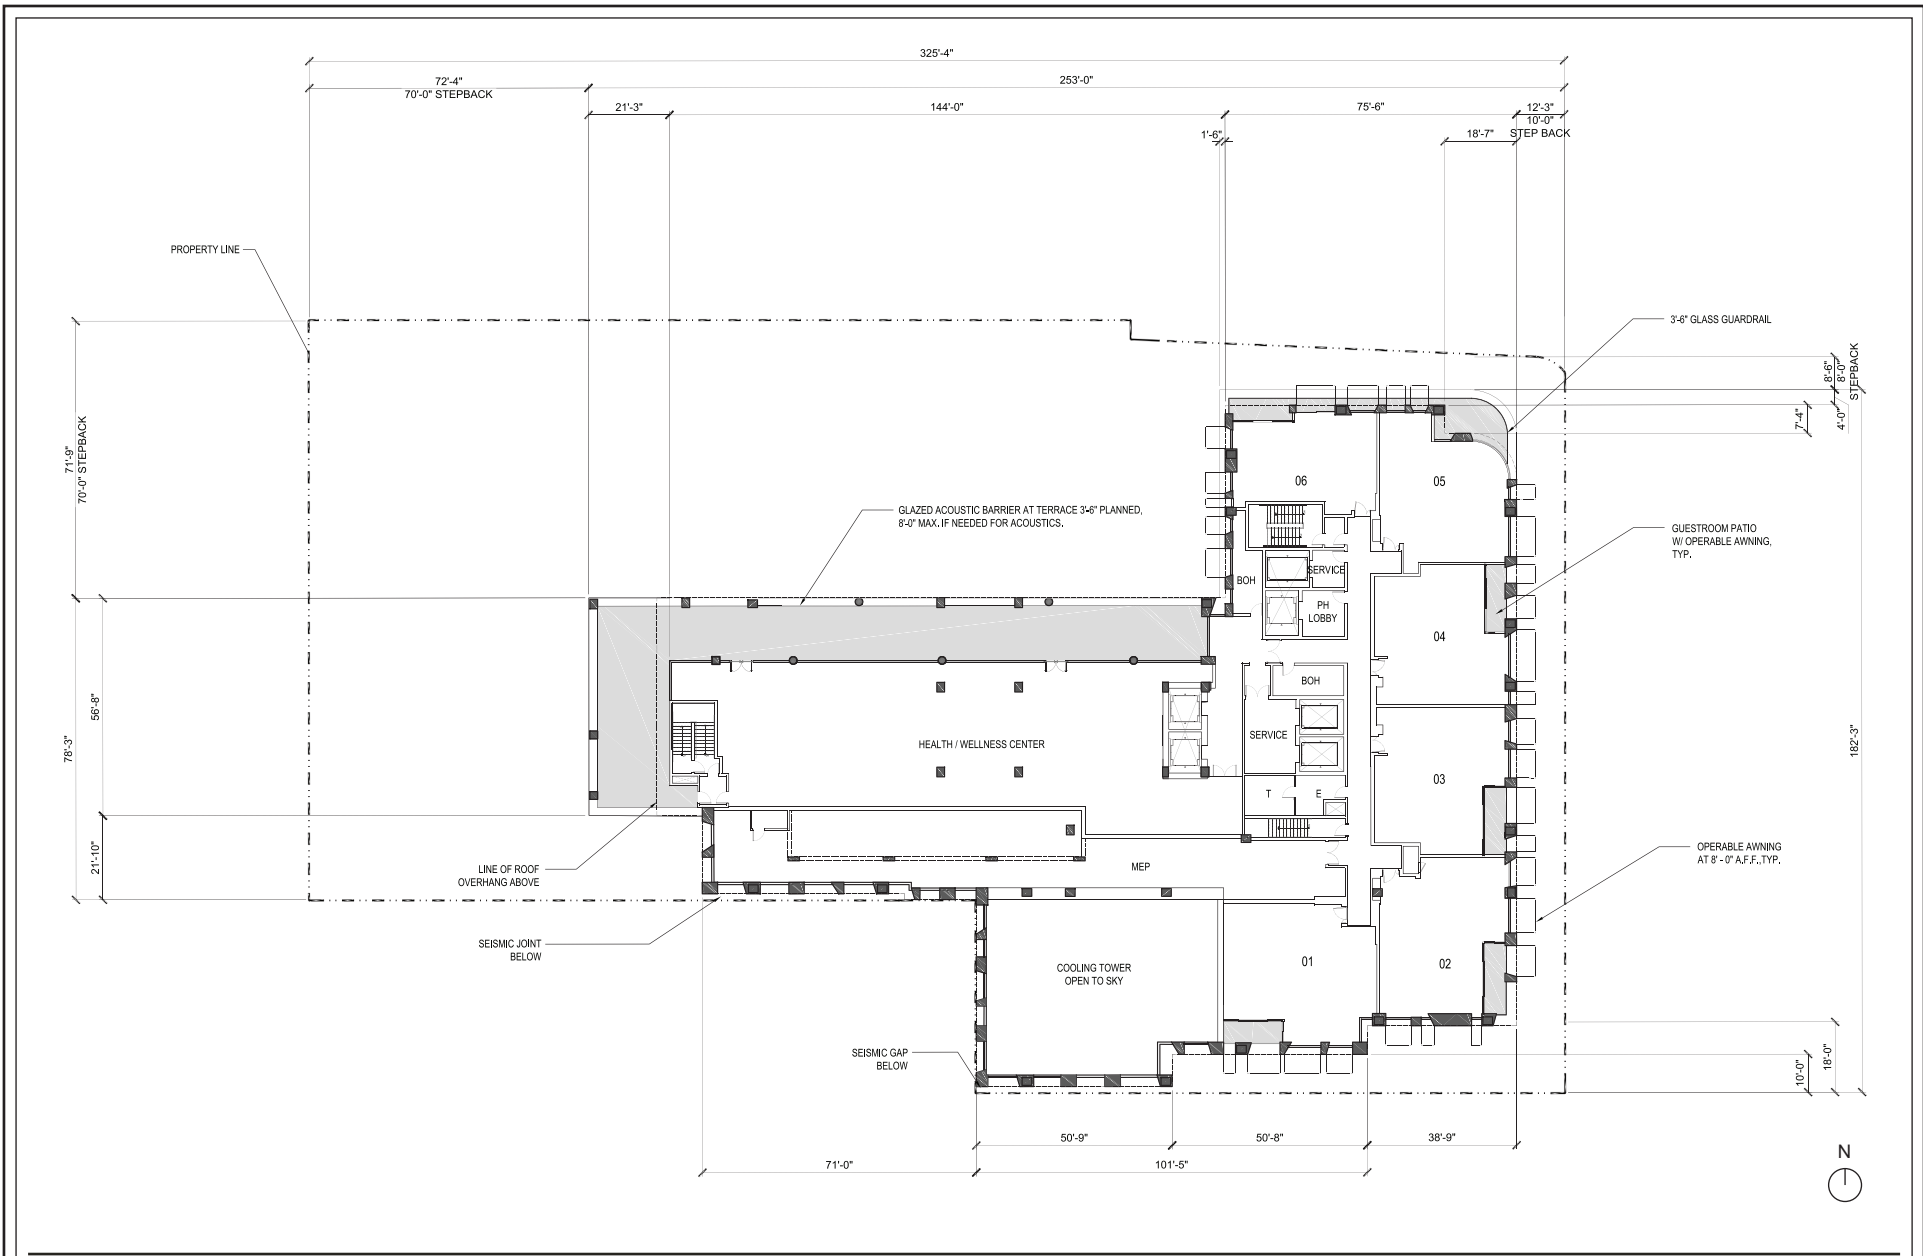 325'-4"
72'-4"
70'-0" STEPBACK
253'-0"
21'-3"
144'-0"
75'-6"
12'-3"
10'-0"
STEP BACK
1'-6"
18'-7"
PROPERTY LINE
3'-6" GLASS GUARDRAIL
8'-6"
8'-0"
STEPBACK
7'-4"
4'-0"
71'-9"
70'-0" STEPBACK
06
05
GLAZED ACOUSTIC BARRIER AT TERRACE 3'-6" PLANNED,
8'-0" MAX. IF NEEDED FOR ACOUSTICS.
GUESTROOM PATIO
W/ OPERABLE AWNING,
TYP.
BOH
SERVICE
PH
LOBBY
04
BOH
56'-8"
78'-3"
HEALTH / WELLNESS CENTER
SERVICE
182'-3"
03
T
E
21'-10"
LINE OF ROOF
OVERHANG ABOVE
MEP
OPERABLE AWNING
AT 8' - 0" A.F.F.,TYP.
SEISMIC JOINT
BELOW
COOLING TOWER
OPEN TO SKY
01
02
SEISMIC GAP
BELOW
18'-0"
10'-0"
50'-9"
50'-8"
38'-9"
71'-0"
101'-5"
N